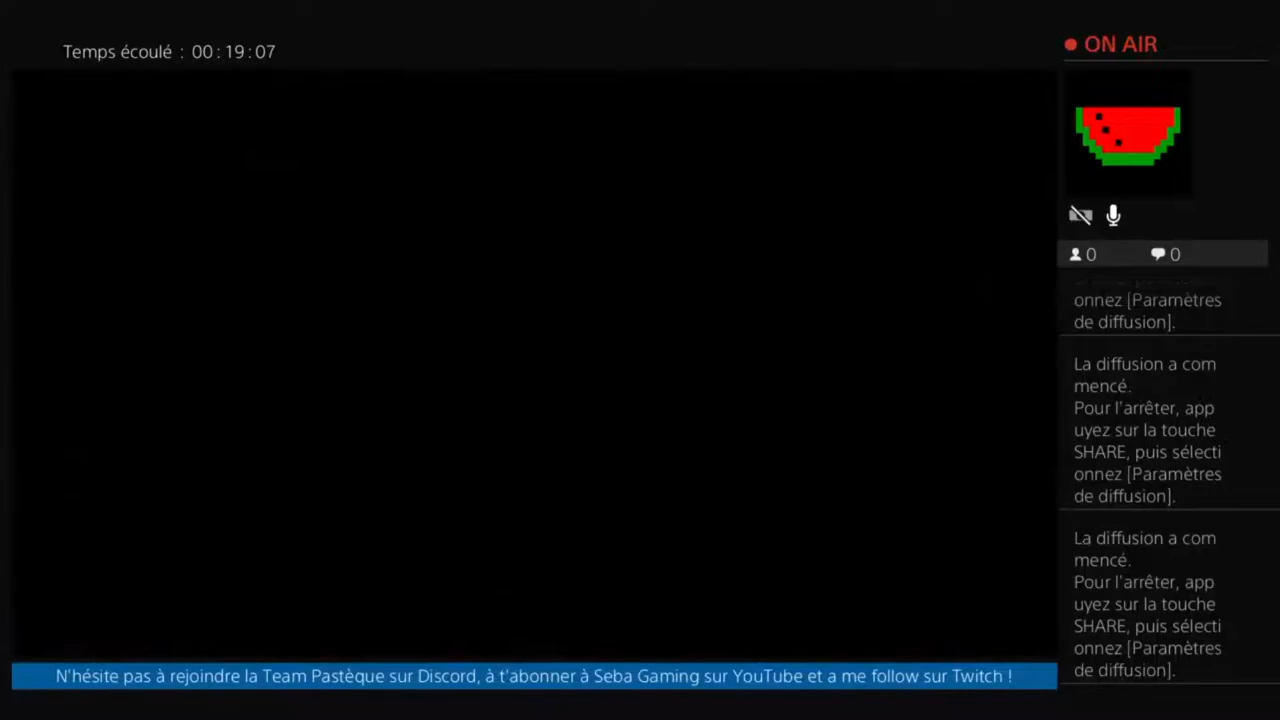 Temps écoulé : 00:19:07
ON AIR
0
0
onnez [Paramètres
de diffusion].
La diffusion a com
mencé.
Pour l'arrêter, app
uyez sur la touche
SHARE, puis sélecti
onnez [Paramètres
de diffusion].
La diffusion a com
mencé.
Pour l'arrêter, app
uyez sur la touche
SHARE, puis sélecti
onnez [Paramètres
de diffusion].
N'hésite pas à rejoindre la Team Pastèque sur Discord, à t'abonner à Seba Gaming sur YouTube et a me follow sur Twitch !